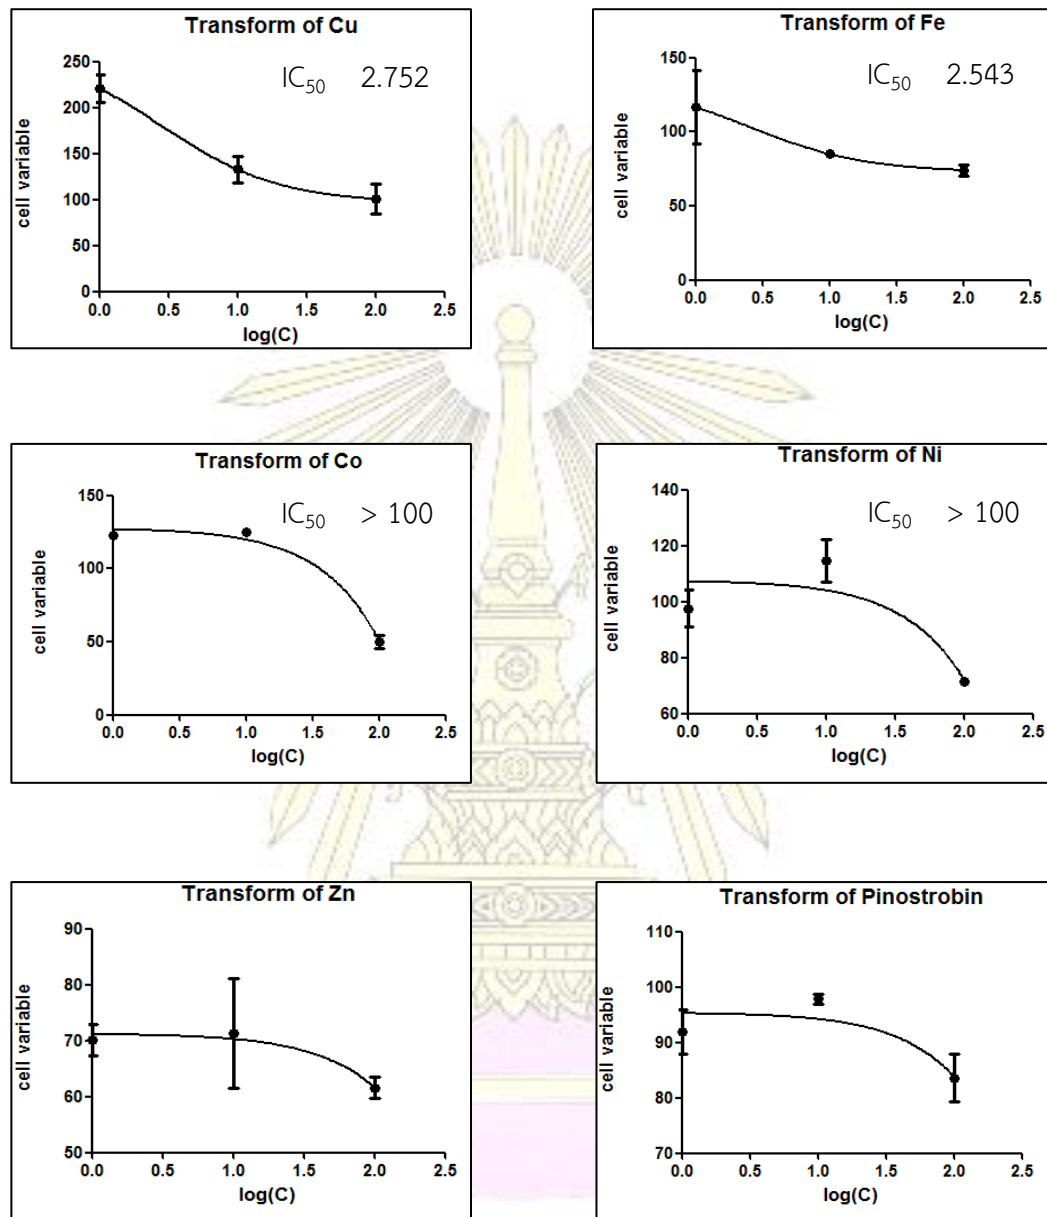 Transform of Cu
IC50 2.752
cell variable
250
200
150
100
50
0
0.0 0.5 1.0 1.5 2.0 2.5
log(C)
Transform of Fe
IC50 2.543
cell variable
150
100
50
0
0.0 0.5 1.0 1.5 2.0 2.5
log(C)
Transform of Co
IC50 > 100
cell variable
150
100
50
0
0.0 0.5 1.0 1.5 2.0 2.5
log(C)
Transform of Ni
IC50 > 100
cell variable
140
120
100
80
60
0.0 0.5 1.0 1.5 2.0 2.5
log(C)
Transform of Zn
cell variable
90
80
70
60
50
0.0 0.5 1.0 1.5 2.0 2.5
log(C)
Transform of Pinostrobin
cell variable
110
100
90
80
70
0.0 0.5 1.0 1.5 2.0 2.5
log(C)